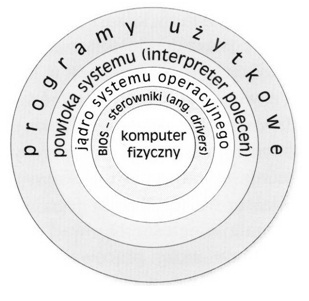 programy użytkowe
powłoka systemu (interpreter poleceń)
jądro systemu operacyjnego
BIOS - sterowniki (ang. drivers)
komputer
fizyczny